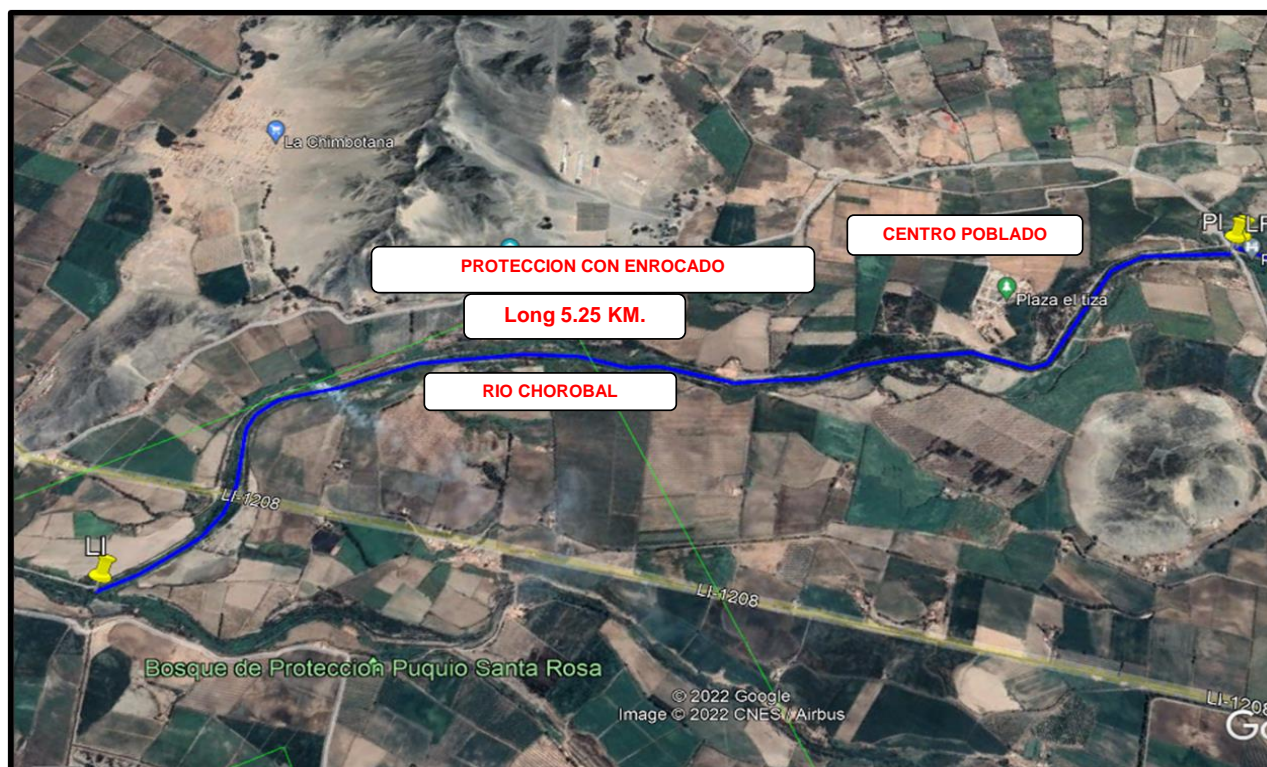 La Chimbotana
CENTRO POBLADO
PI
PROTECCION CON ENROCADO
Plaza el tiza
Long 5.25 KM.
RIO CHOROBAL
LI-1208
LI
LI-1208
Bosque de Protección Puquio Santa Rosa
© 2022 Google
Image © 2022 CNES / Airbus
LI-1208